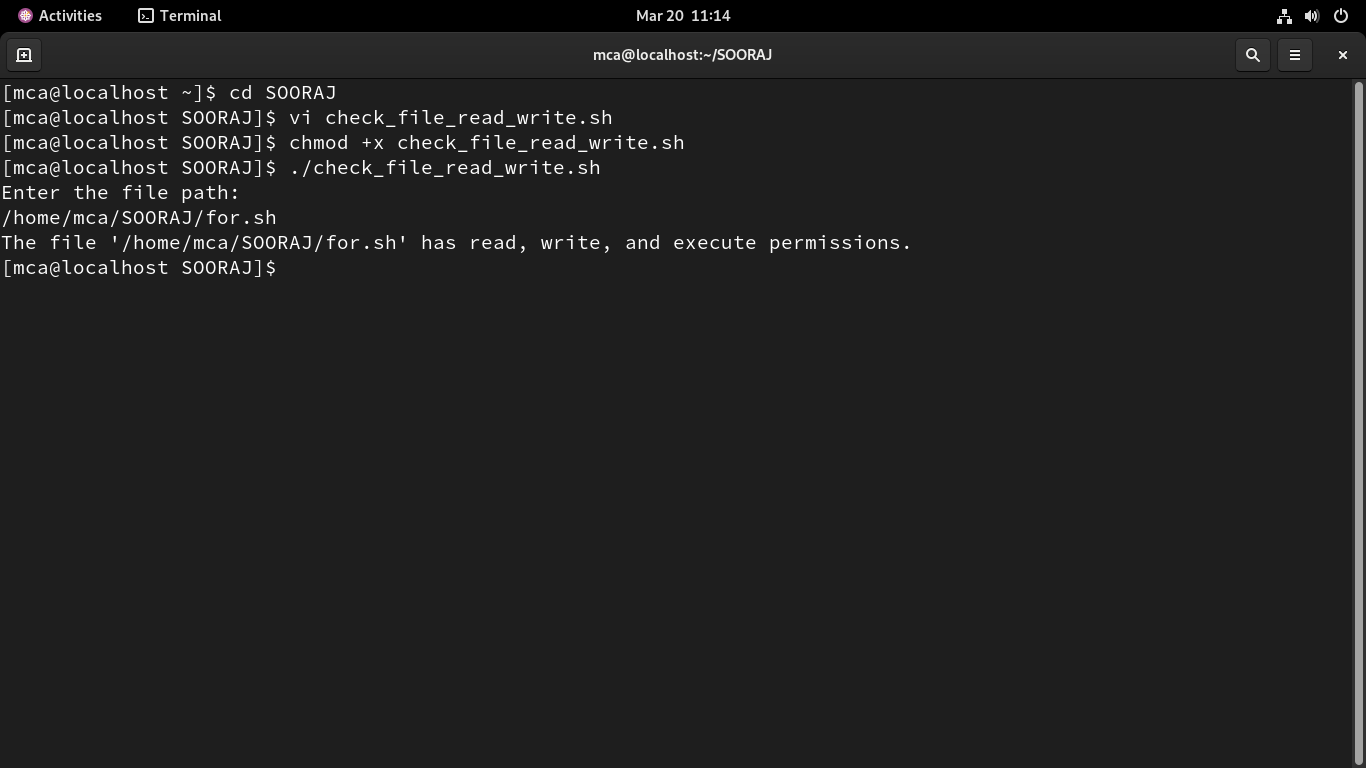 Activities Terminal Mar 20 11:14
mca@localhost:~/SOORAJ
[mca@localhost ~]$ cd SOORAJ
[mca@localhost SOORAJ]$ vi check_file_read_write.sh
[mca@localhost SOORAJ]$ chmod +x check_file_read_write.sh
[mca@localhost SOORAJ]$ ./check_file_read_write.sh
Enter the file path:
/home/mca/SOORAJ/for.sh
The file '/home/mca/SOORAJ/for.sh' has read, write, and execute permissions.
[mca@localhost SOORAJ]$